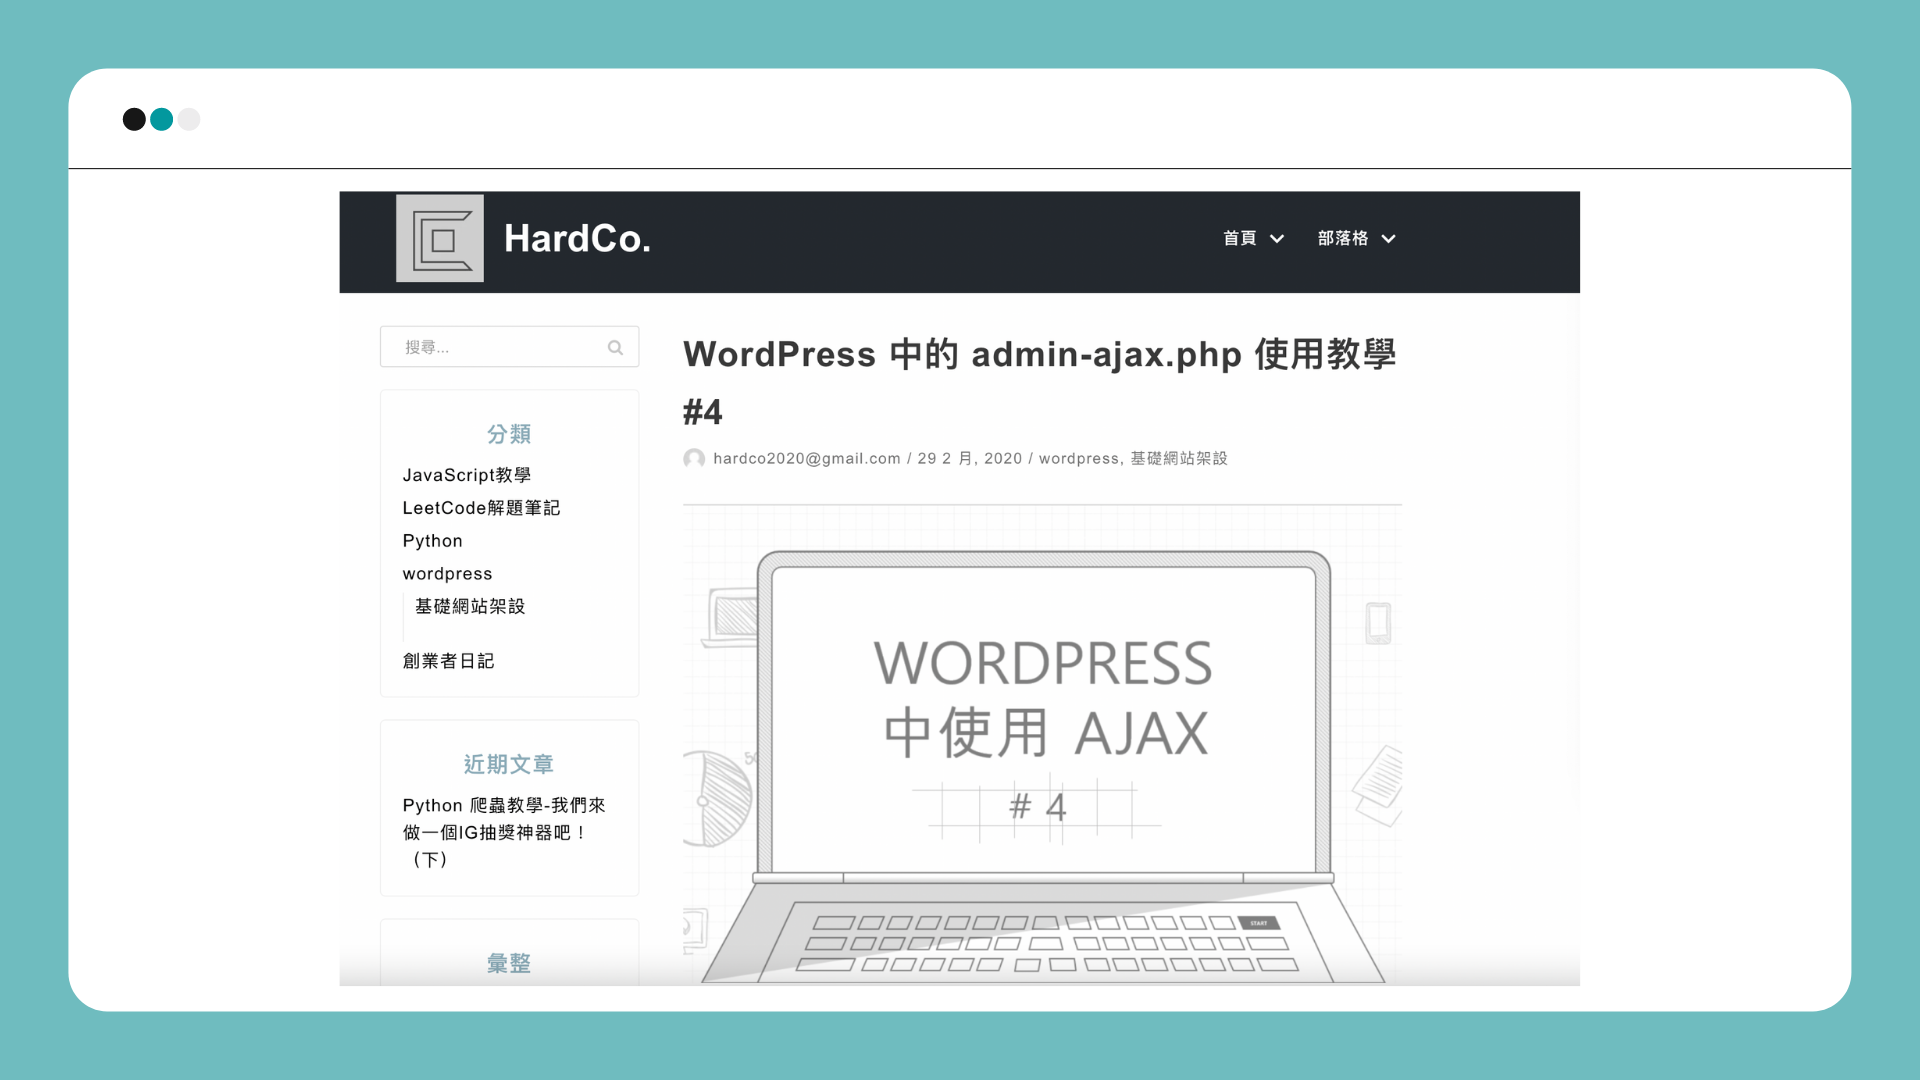 HardCo.
首頁
部落格
搜尋...
分類
JavaScript教學
LeetCode解題筆記
Python
wordpress
基礎網站架設
創業者日記
近期文章
Python 爬蟲教學-我們來
做一個IG抽獎神器吧！
（下）
彙整
WordPress 中的 admin-ajax.php 使用教學
#4
hardco2020@gmail.com / 29 2 月, 2020 / wordpress, 基礎網站架設
WORDPRESS
中使用 AJAX
# 4
START